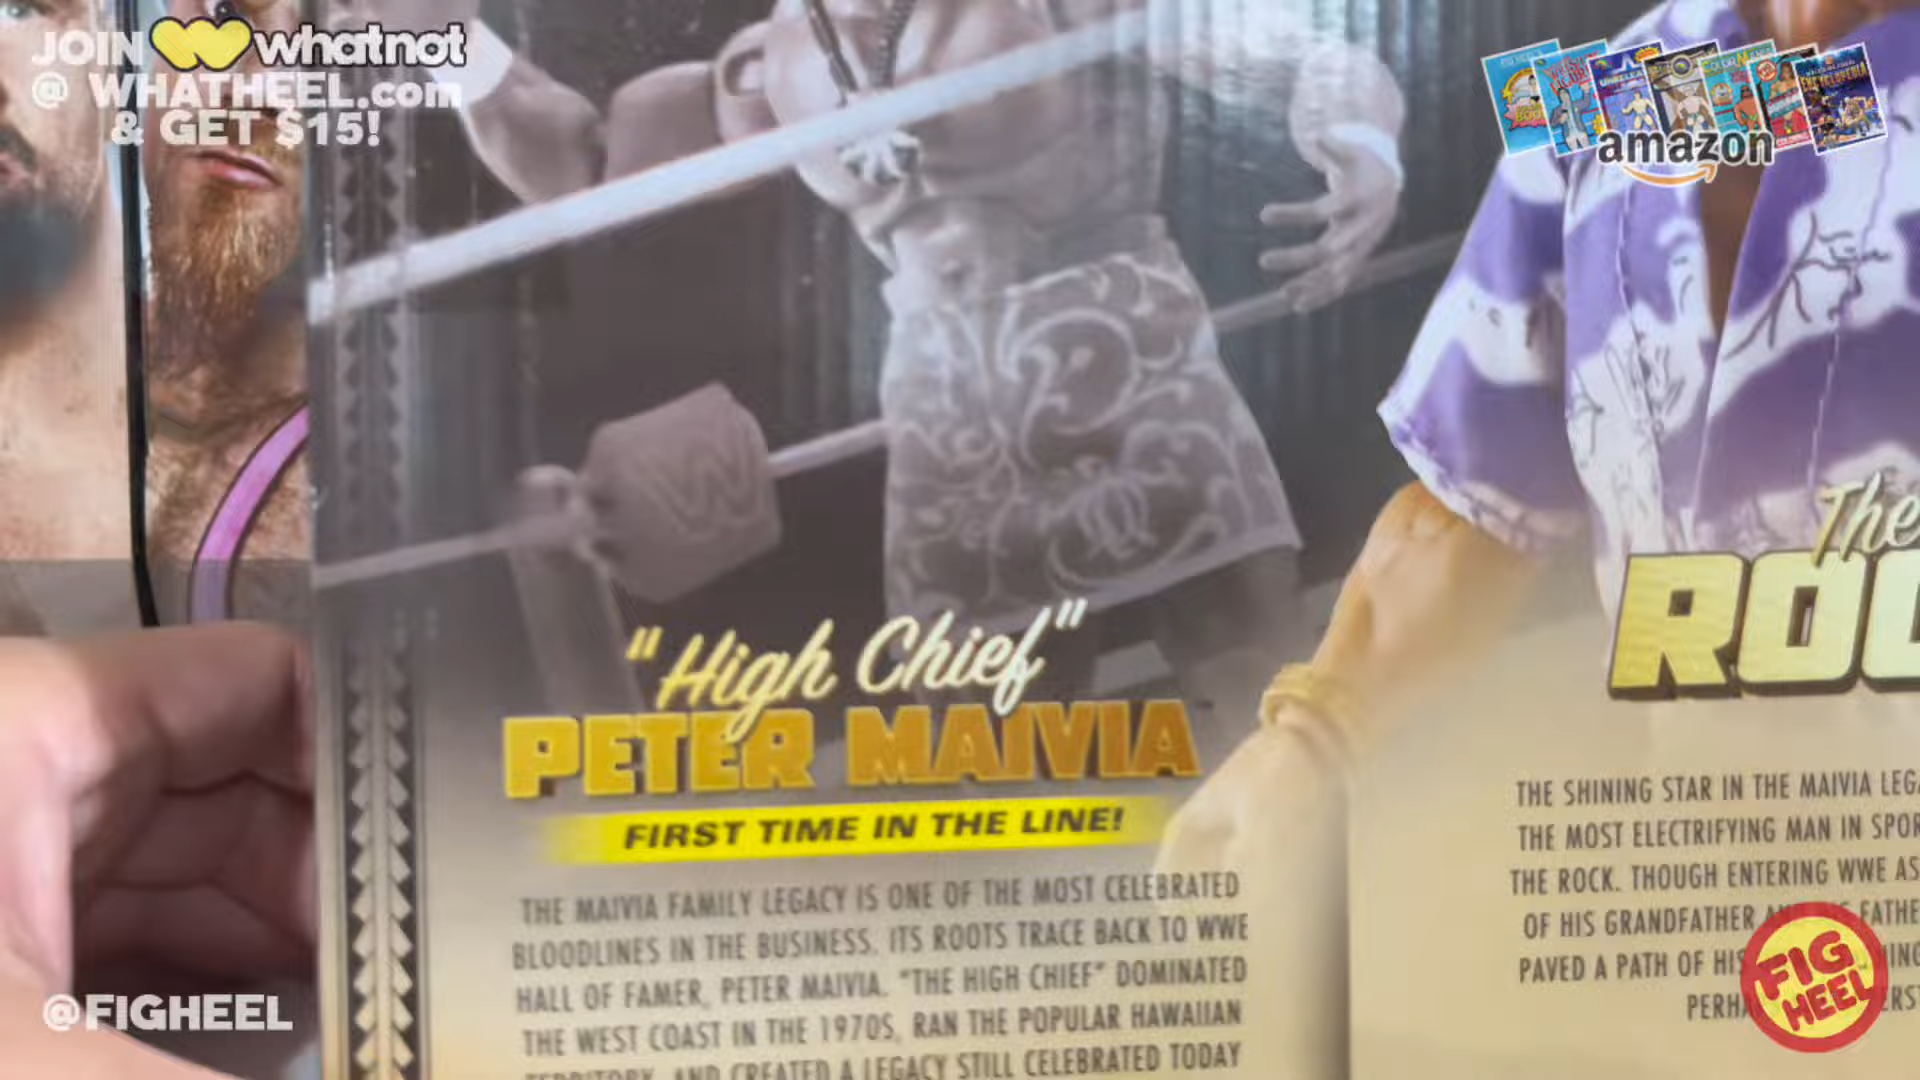 JOIN whatnot
@ WHATHEEL.com
& GET $15!
amazon
"High Chief"
PETER MAIVIA
FIRST TIME IN THE LINE!
THE MAIVIA FAMILY LEGACY IS ONE OF THE MOST CELEBRATED
BLOODLINES IN THE BUSINESS. ITS ROOTS TRACE BACK TO WWE
HALL OF FAMER, PETER MAIVIA. "THE HIGH CHIEF" DOMINATED
THE WEST COAST IN THE 1970S, RAN THE POPULAR HAWAIIAN
TERRITORY, AND CREATED A LEGACY STILL CELEBRATED TODAY
The
ROC
THE SHINING STAR IN THE MAIVIA
THE MOST ELECTRIFYING MAN IN
THE ROCK. THOUGH ENTERING WWE AS
OF HIS GRANDFATHER
PAVED A PATH OF HIS
@FIGHEEL
FIG
HEEL